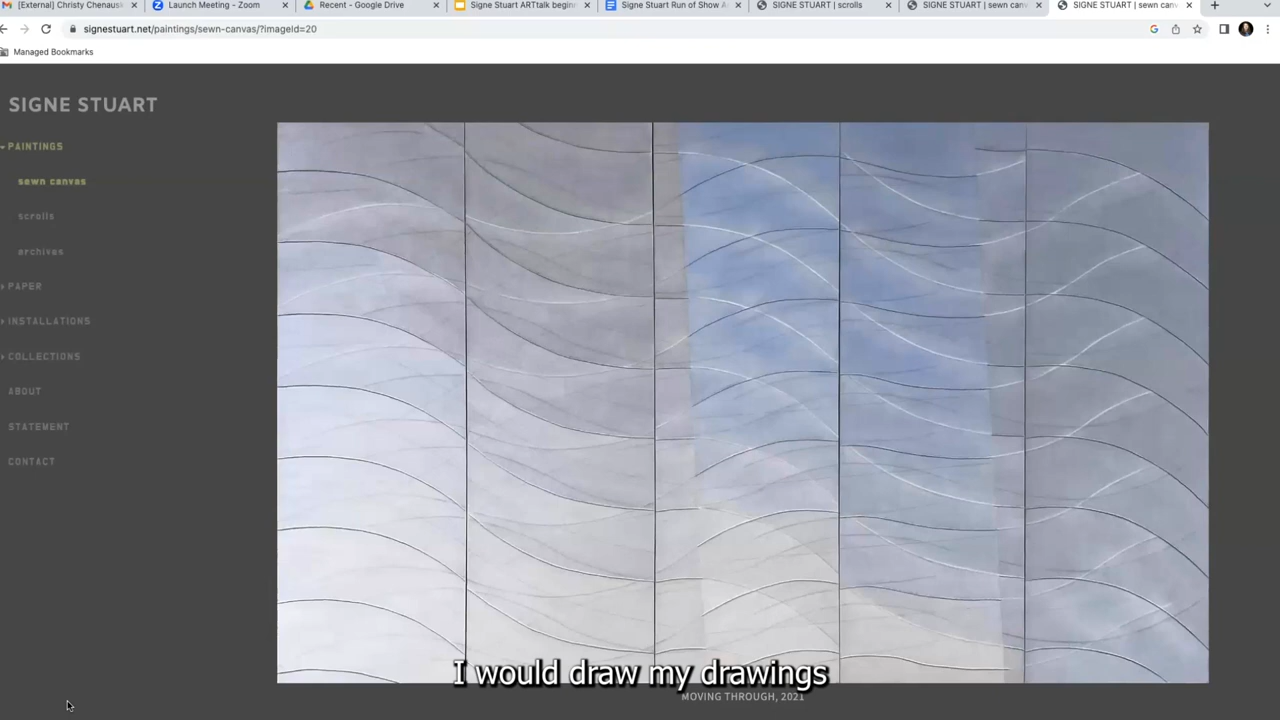 [External] Christy Chenausk
Launch Meeting - Zoom
Recent - Google Drive
Signe Stuart ARTtalk beginn
Signe Stuart Run of Show A
SIGNE STUART | scrolls
SIGNE STUART | sewn canv
SIGNE STUART | sewn canv
signestuart.net/paintings/sewn-canvas/?imageId=20
Managed Bookmarks
SIGNE STUART
PAINTINGS
sewn canvas
scrolls
archives
PAPER
INSTALLATIONS
COLLECTIONS
ABOUT
STATEMENT
CONTACT
I would draw my drawings
MOVING THROUGH, 2021